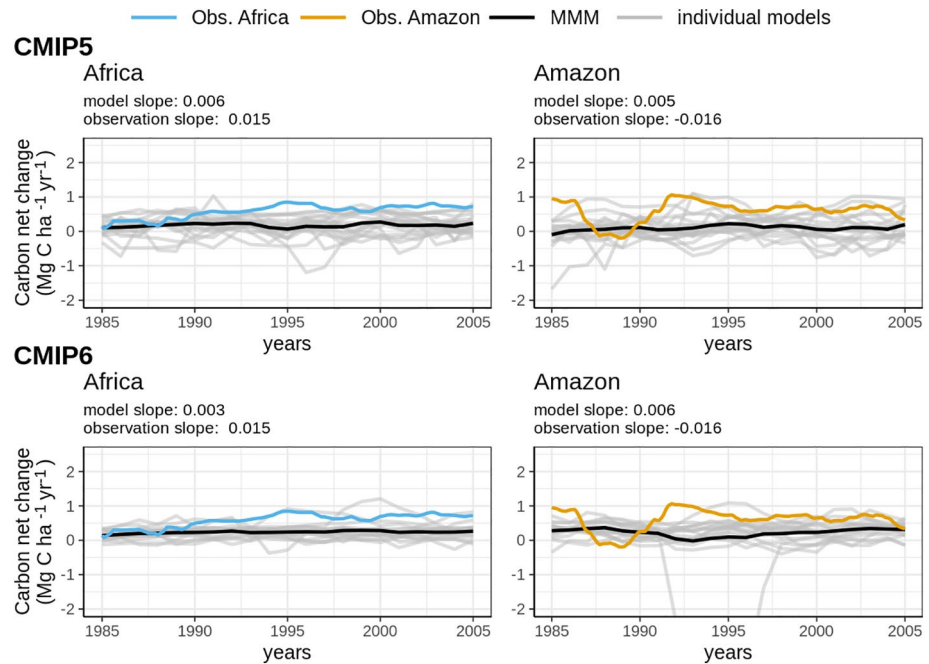 Obs. Africa Obs. Amazon MMM individual models
CMIP5
Africa
model slope: 0.006
observation slope: 0.015
Carbon net change
(Mg C ha⁻¹ yr⁻¹)
2
1
0
-1
-2
1985 1990 1995 2000 2005
years
Amazon
model slope: 0.005
observation slope: -0.016
2
1
0
-1
-2
1985 1990 1995 2000 2005
years
CMIP6
Africa
model slope: 0.003
observation slope: 0.015
Carbon net change
(Mg C ha⁻¹ yr⁻¹)
2
1
0
-1
-2
1985 1990 1995 2000 2005
years
Amazon
model slope: 0.006
observation slope: -0.016
2
1
0
-1
-2
1985 1990 1995 2000 2005
years